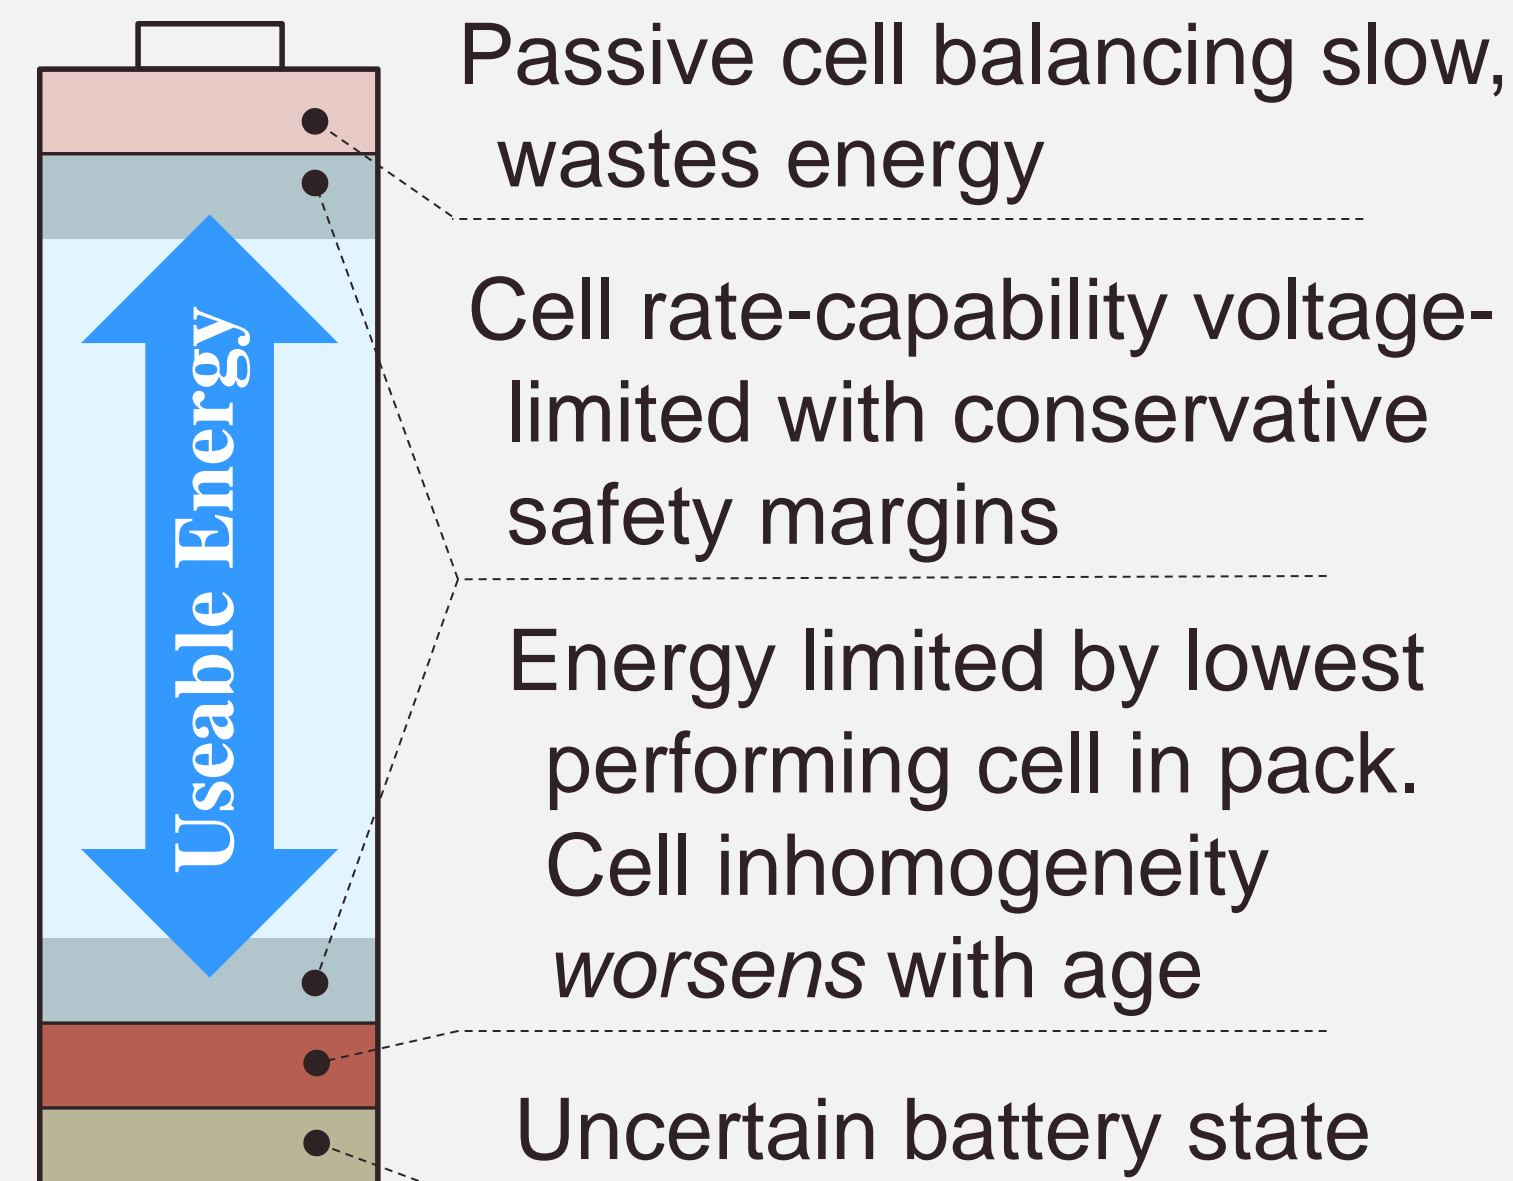 Passive cell balancing slow,
wastes energy
Cell rate-capability voltage-
limited with conservative
safety margins
Useable Energy
Energy limited by lowest
performing cell in pack.
Cell inhomogeneity
worsens with age
Uncertain battery state